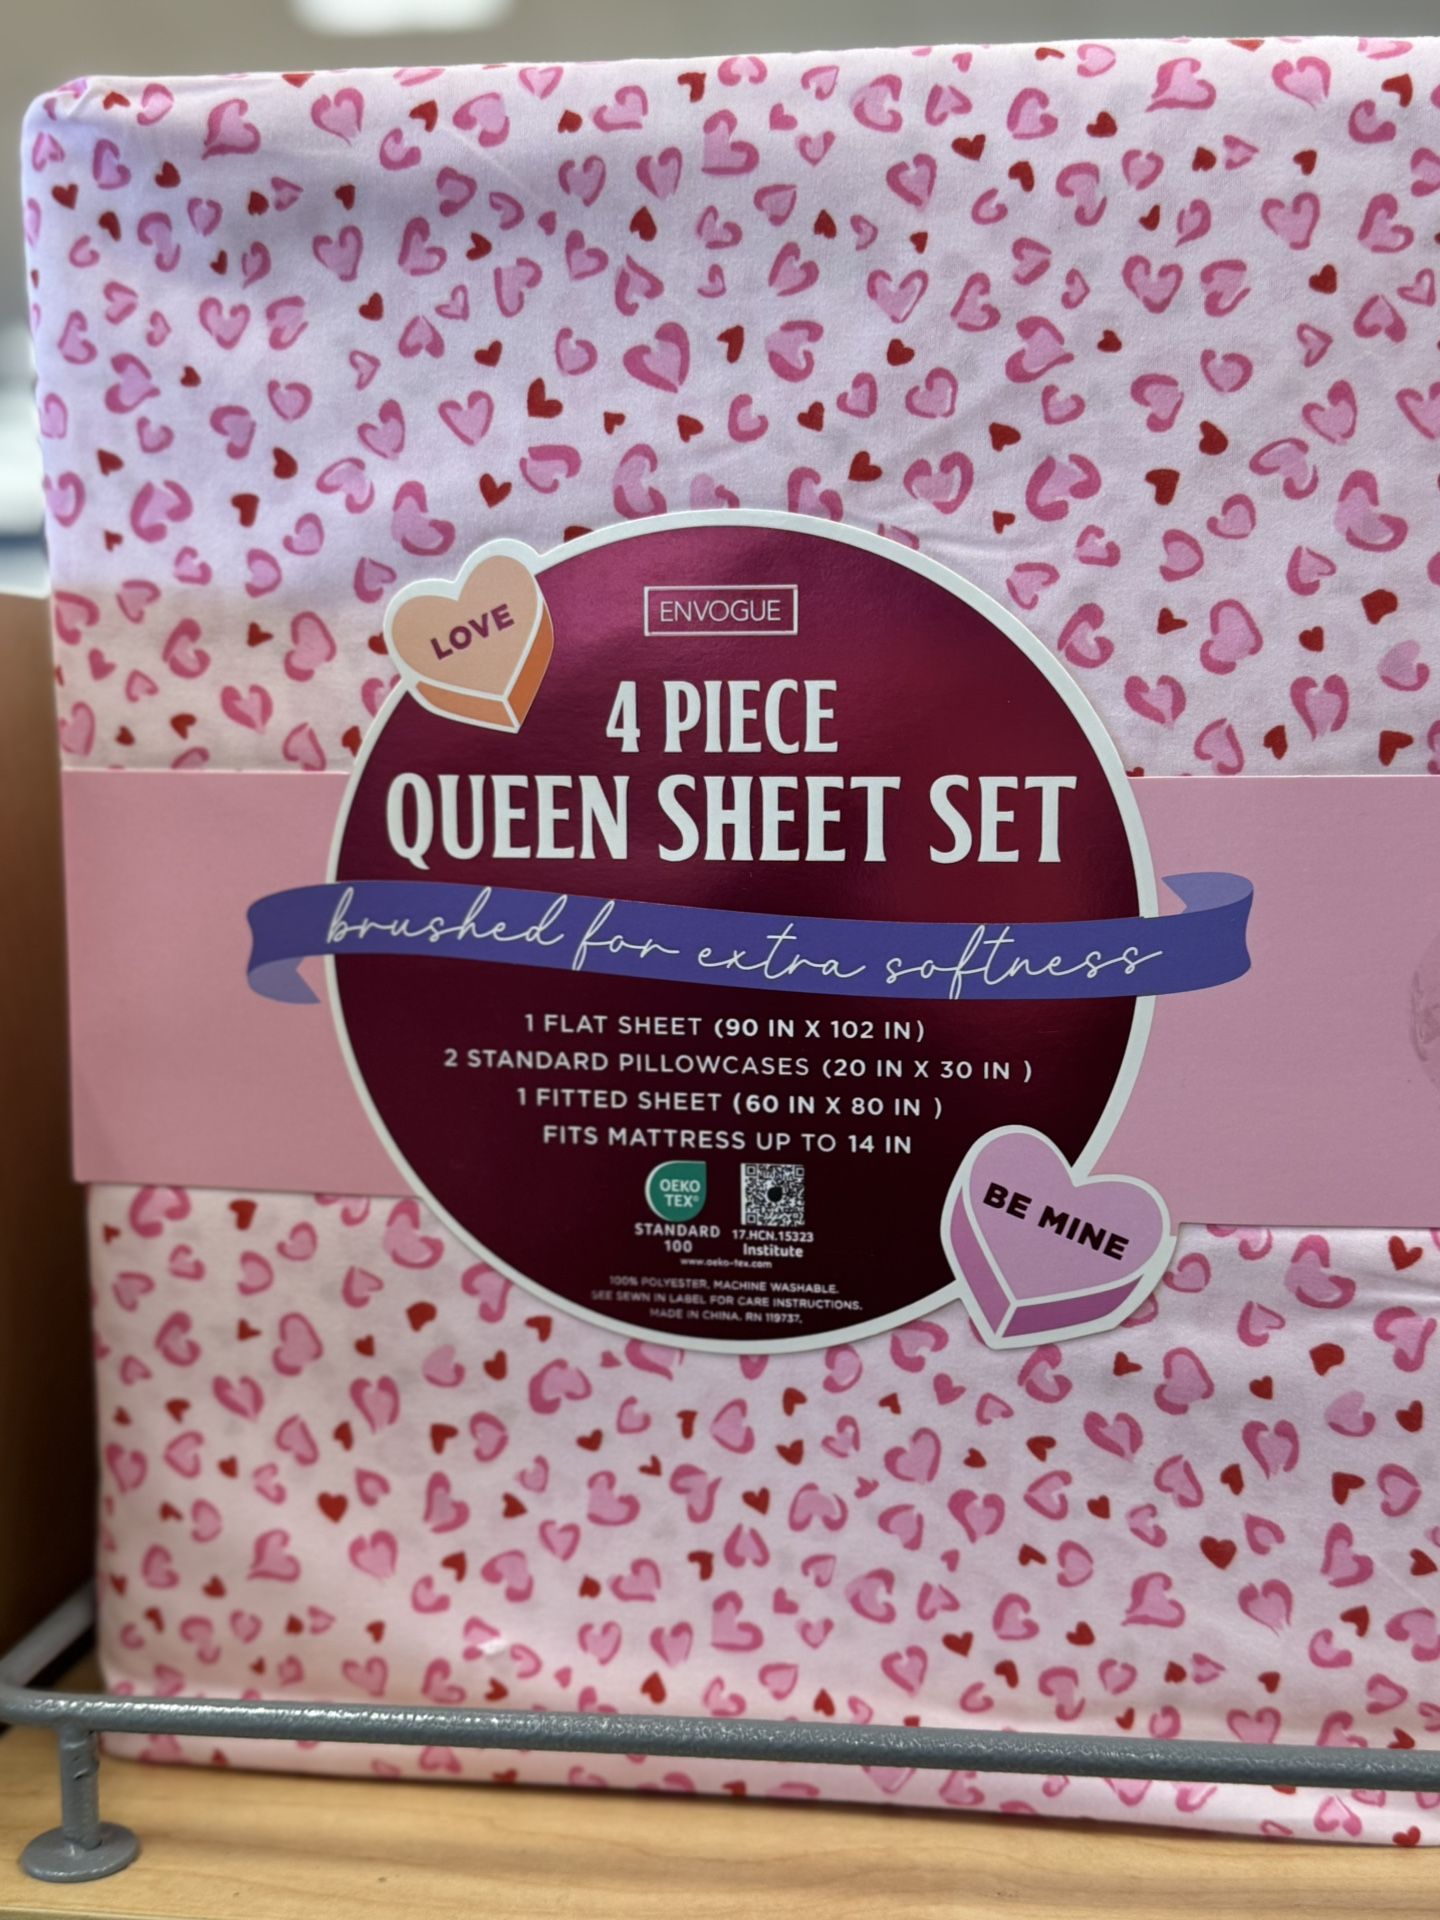 LOVE
ENVOGUE
4 PIECE
QUEEN SHEET SET
brushed for extra softness
1 FLAT SHEET (90 IN X 102 IN)
2 STANDARD PILLOWCASES (20 IN X 30 IN )
1 FITTED SHEET (60 IN X 80 IN )
FITS MATTRESS UP TO 14 IN
OEKO
TEX®
STANDARD
100
17.HCN.15323
Institute
www.oeko-tex.com
BE MINE
100% POLYESTER, MACHINE WASHABLE.
SEE SEWN IN LABEL FOR CARE INSTRUCTIONS.
MADE IN CHINA. RN 119737.